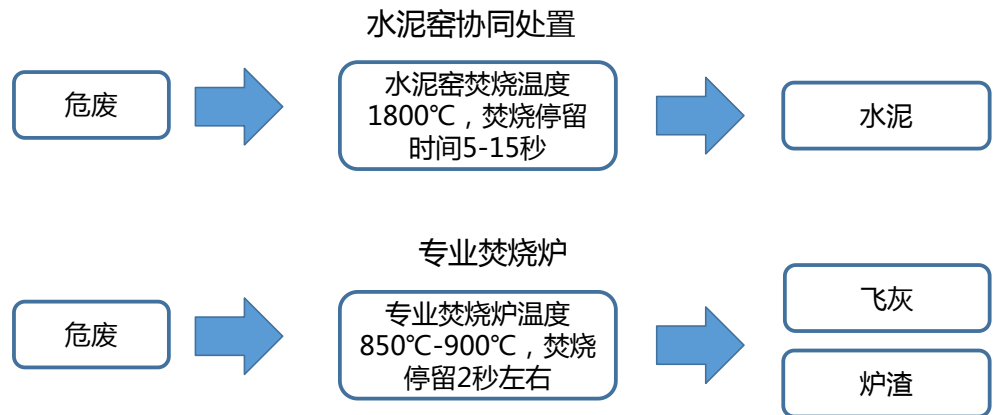 水泥窑协同处置
危废
水泥窑焚烧温度
1800℃，焚烧停留
时间5-15秒
水泥
专业焚烧炉
危废
专业焚烧炉温度
850℃-900℃，焚烧
停留2秒左右
飞灰
炉渣